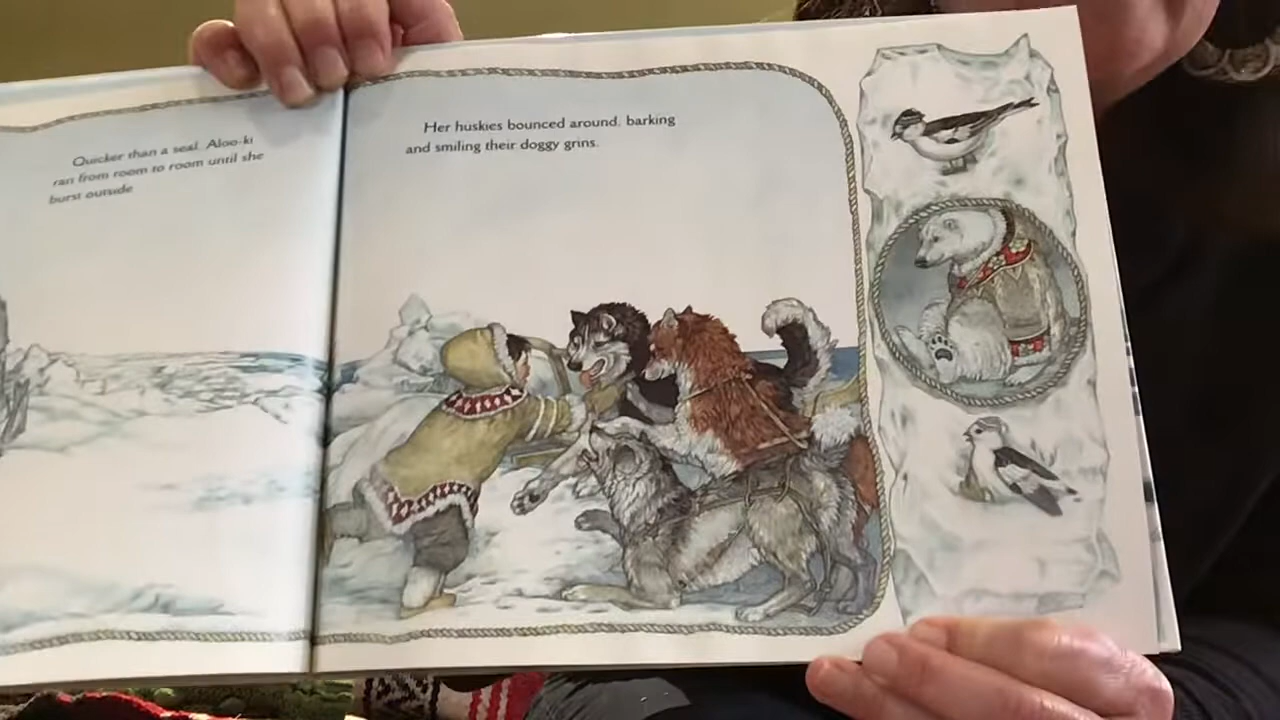 Quicker than a seal, Aloo-ki
ran from room to room until she
burst outside
Her huskies bounced around, barking
and smiling their doggy grins.